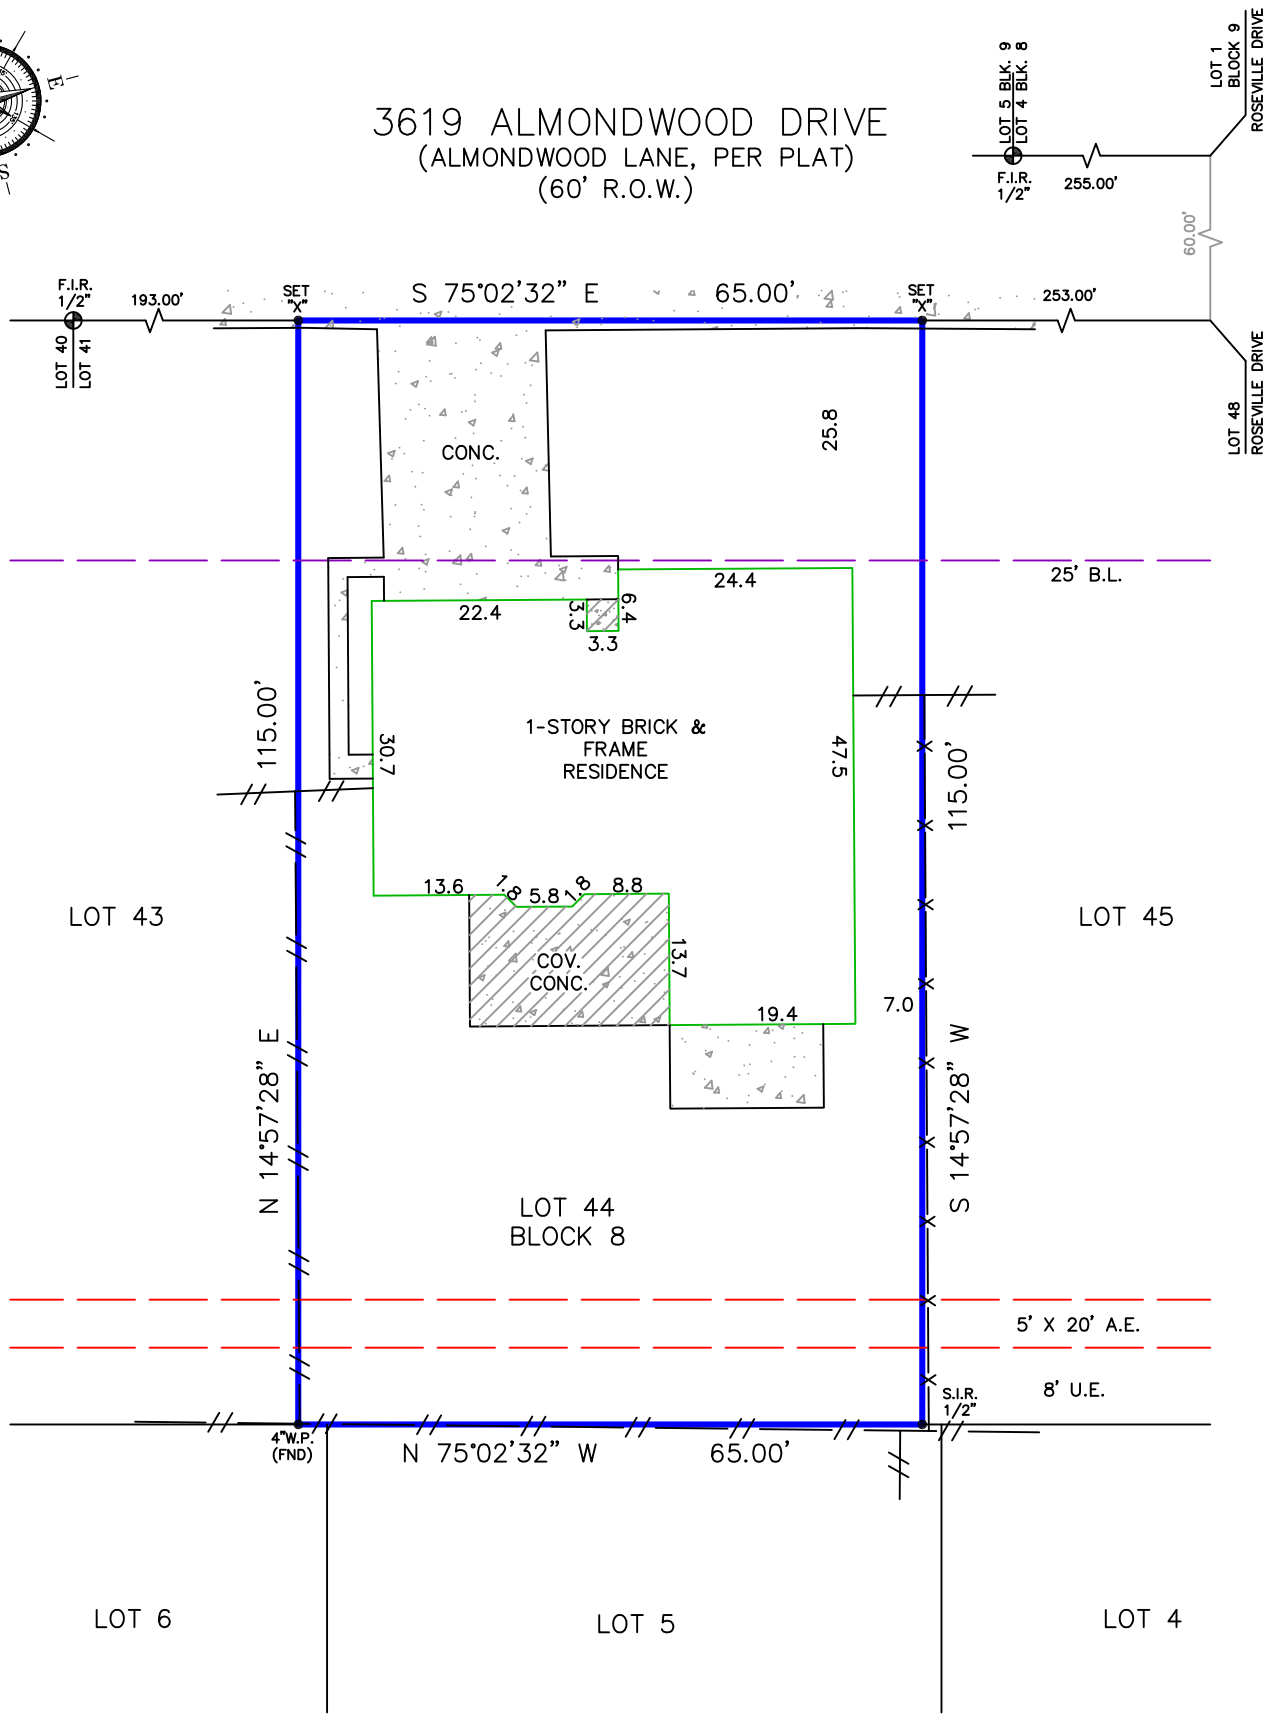 E
S
3619 ALMONDWOOD DRIVE
(ALMONDWOOD LANE, PER PLAT)
(60' R.O.W.)
LOT 5 BLK. 9
LOT 4 BLK. 8
F.I.R.
1/2"
255.00'
LOT 1
BLOCK 9
ROSEVILLE DRIVE
60.00'
F.I.R.
1/2"
193.00'
LOT 40
LOT 41
SET
"X"
S 75°02'32" E
65.00'
SET
"X"
253.00'
LOT 48
ROSEVILLE DRIVE
CONC.
25.8
25' B.L.
24.4
22.4
3.3
6.4
3.3
115.00'
30.7
1-STORY BRICK &
FRAME
RESIDENCE
47.5
115.00'
13.6
1.8
5.8
1.8
8.8
LOT 43
LOT 45
COV.
CONC.
13.7
7.0
19.4
N 14°57'28" E
S 14°57'28" W
LOT 44
BLOCK 8
5' X 20' A.E.
8' U.E.
S.I.R.
1/2"
4"W.P.
(FND)
N 75°02'32" W
65.00'
LOT 6
LOT 5
LOT 4